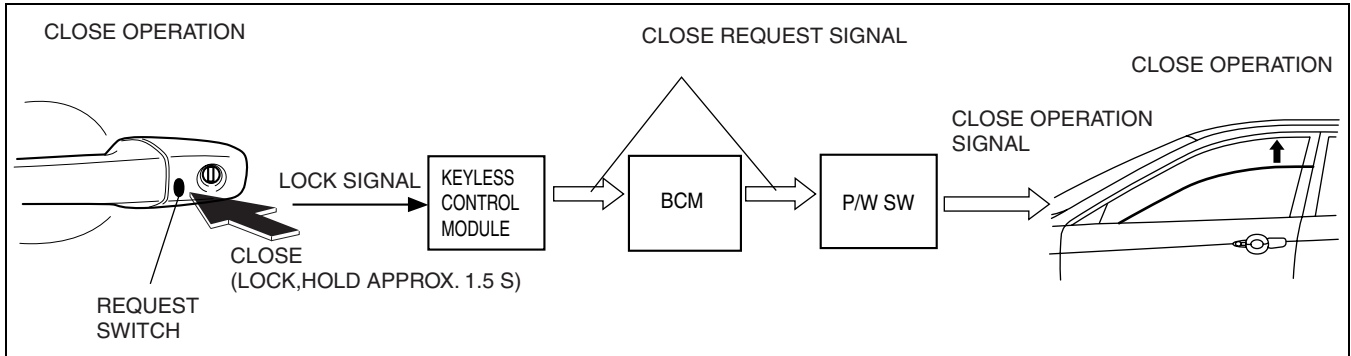 CLOSE OPERATION
CLOSE REQUEST SIGNAL
CLOSE OPERATION
CLOSE OPERATION
SIGNAL
LOCK SIGNAL
KEYLESS
CONTROL
MODULE
BCM
P/W SW
CLOSE
(LOCK,HOLD APPROX. 1.5 S)
REQUEST
SWITCH